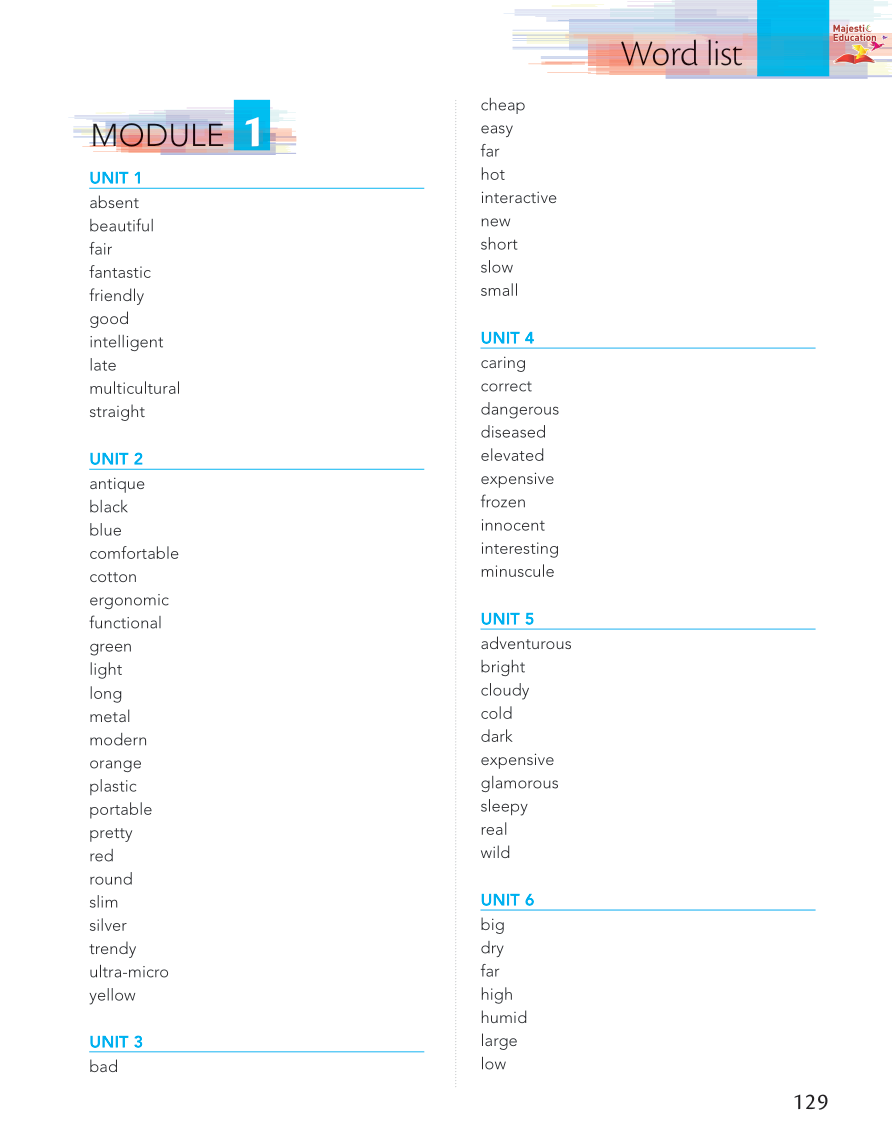 Word list
Majestic
Education
MODULE 1
UNIT 1
absent
beautiful
fair
fantastic
friendly
good
intelligent
late
multicultural
straight
UNIT 2
antique
black
blue
comfortable
cotton
ergonomic
functional
green
light
long
metal
modern
orange
plastic
portable
pretty
red
round
slim
silver
trendy
ultra-micro
yellow
UNIT 3
bad
cheap
easy
far
hot
interactive
new
short
slow
small
UNIT 4
caring
correct
dangerous
diseased
elevated
expensive
frozen
innocent
interesting
minuscule
UNIT 5
adventurous
bright
cloudy
cold
dark
expensive
glamorous
sleepy
real
wild
UNIT 6
big
dry
far
high
humid
large
low
129